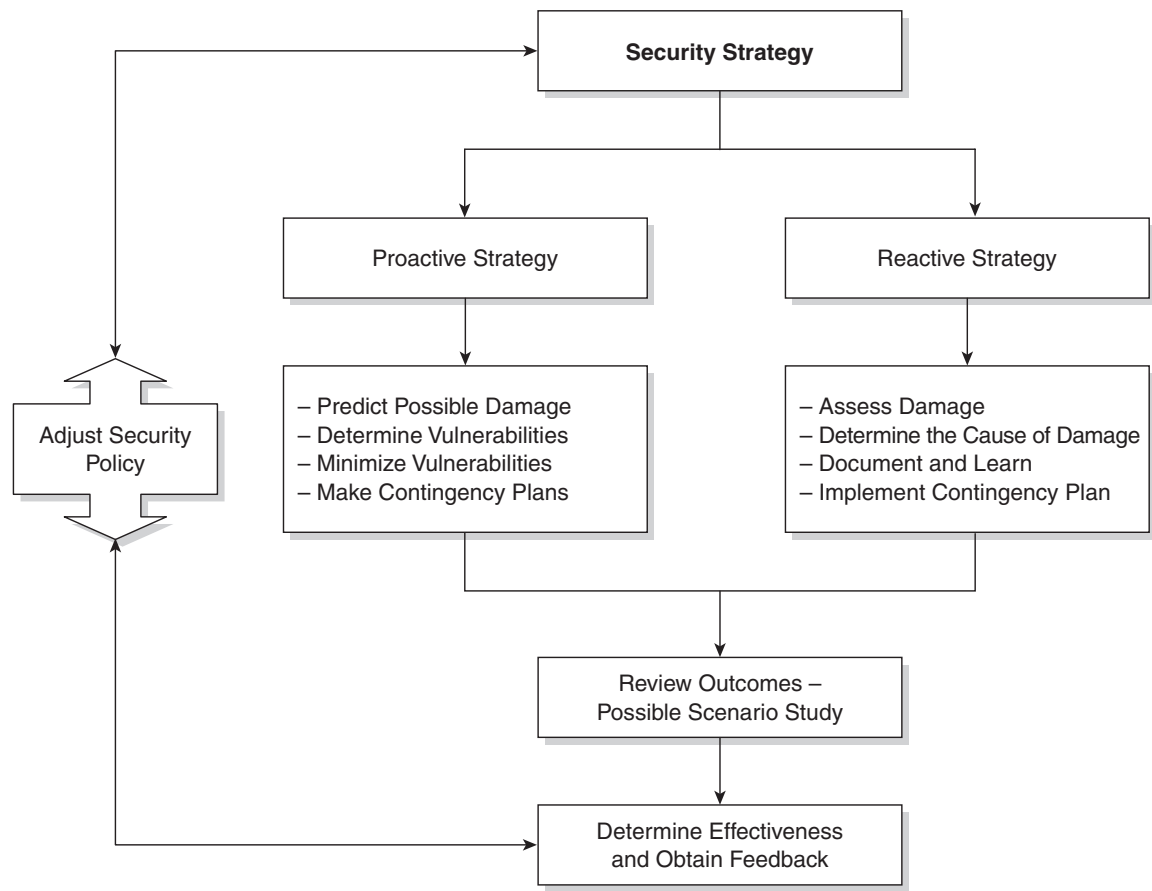 Security Strategy
Proactive Strategy
Reactive Strategy
– Predict Possible Damage
– Determine Vulnerabilities
– Minimize Vulnerabilities
– Make Contingency Plans
– Assess Damage
– Determine the Cause of Damage
– Document and Learn
– Implement Contingency Plan
Adjust Security
Policy
Review Outcomes –
Possible Scenario Study
Determine Effectiveness
and Obtain Feedback